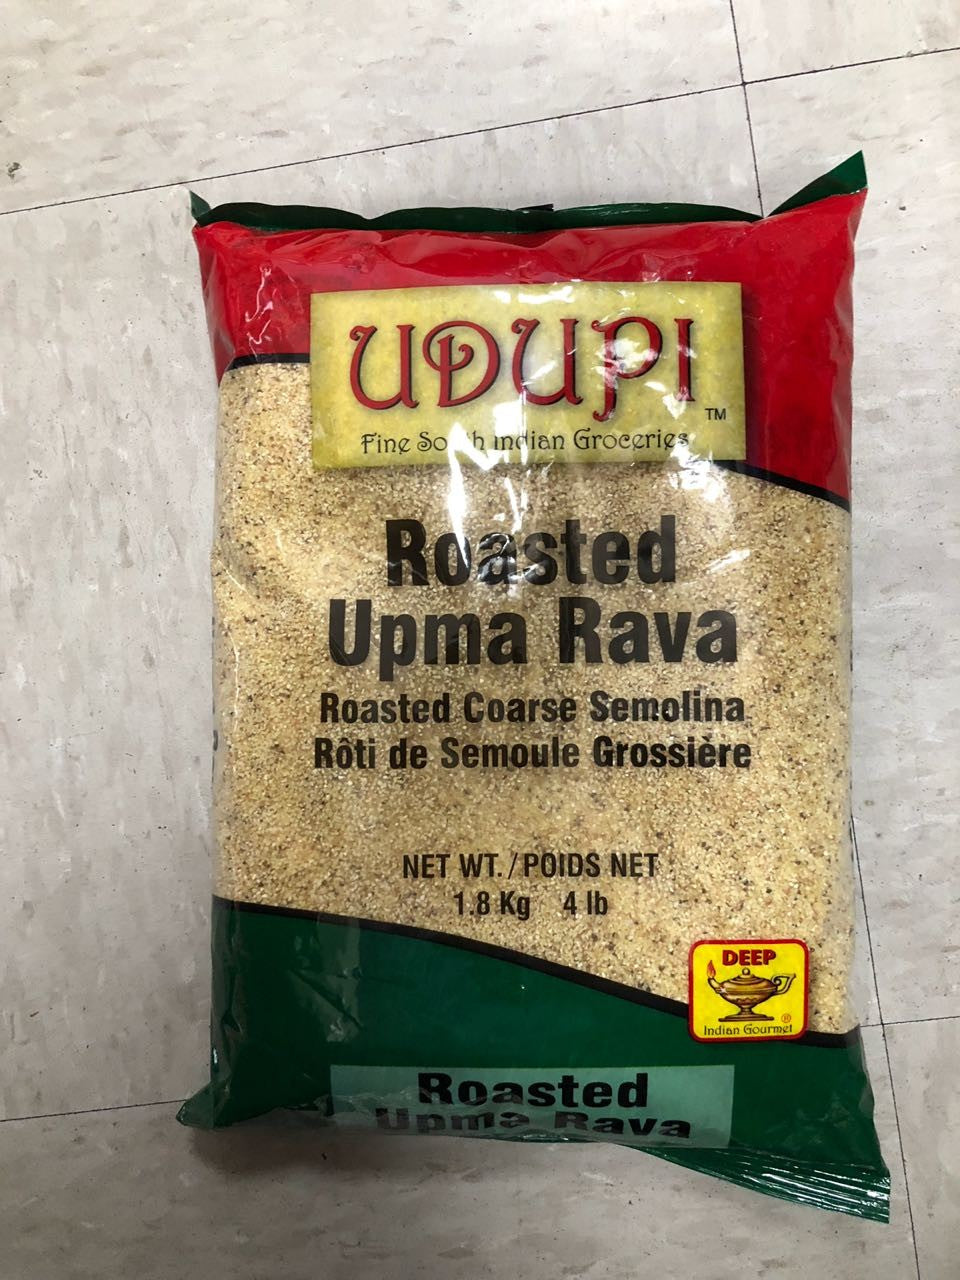 UDUPI
TM
Fine South Indian Groceries
Roasted
Upma Rava
Roasted Coarse Semolina
Rôti de Semoule Grossière
NET WT. / POIDS NET
1.8 Kg 4 lb
DEEP
®
Indian Gourmet
Roasted
Upma Rava